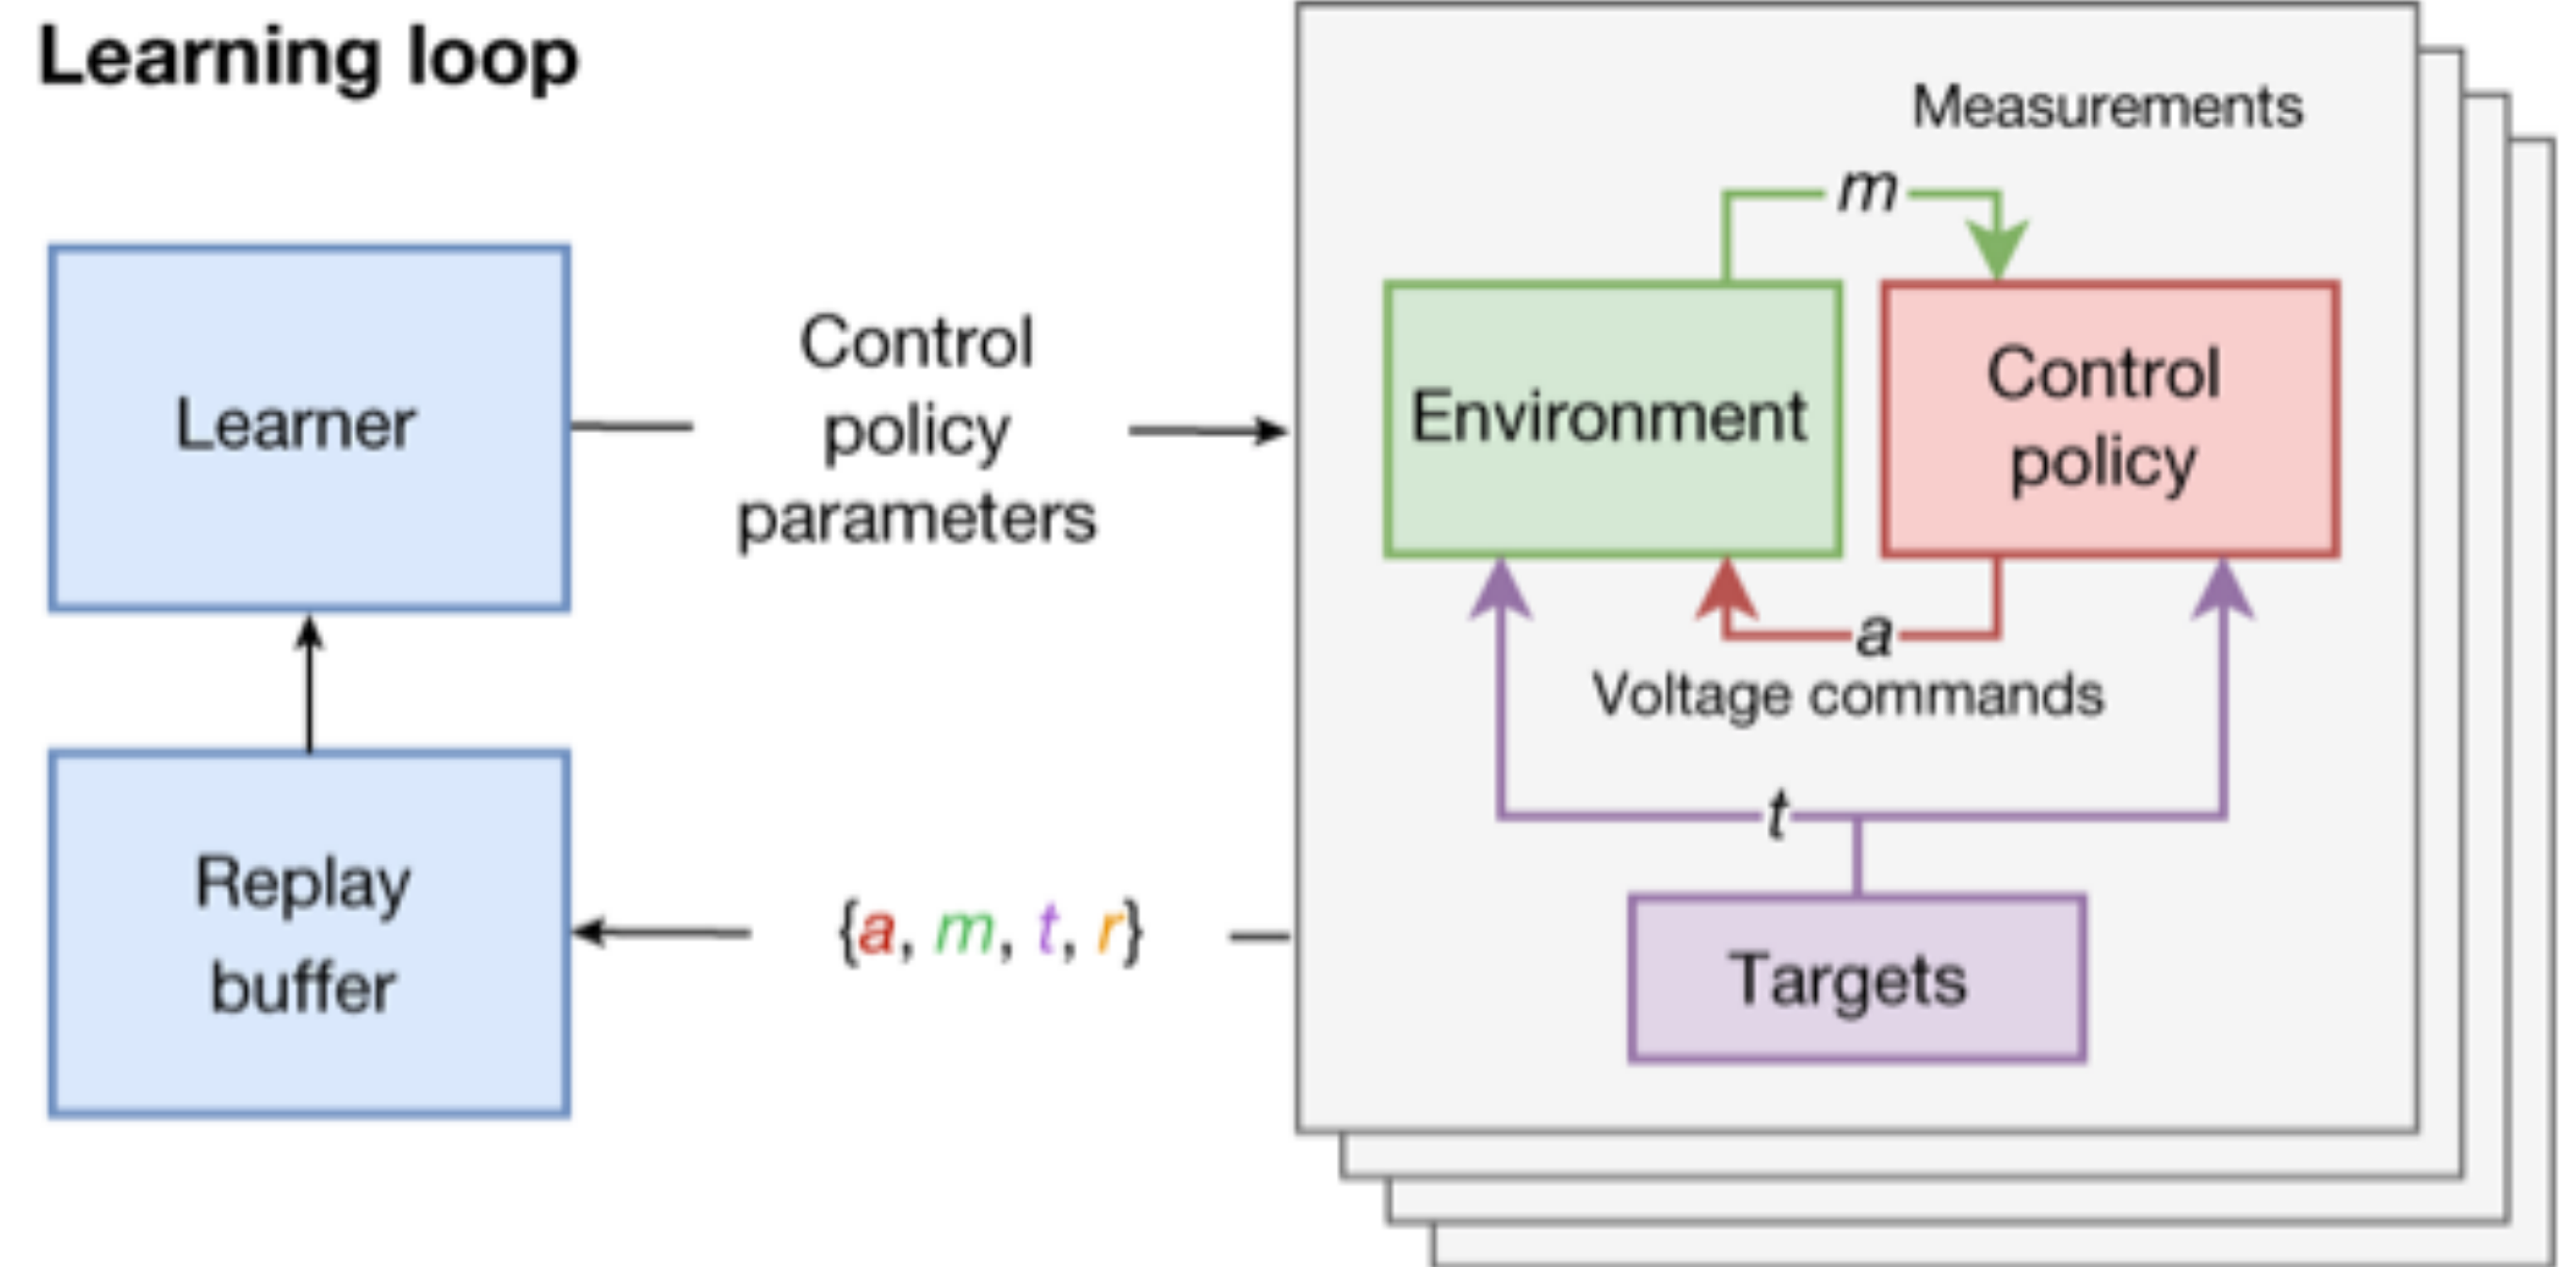 Learning loop
Learner
Control
policy
parameters
Replay
buffer
{a, m, t, r}
Measurements
m
Environment
Control
policy
a
Voltage commands
t
Targets